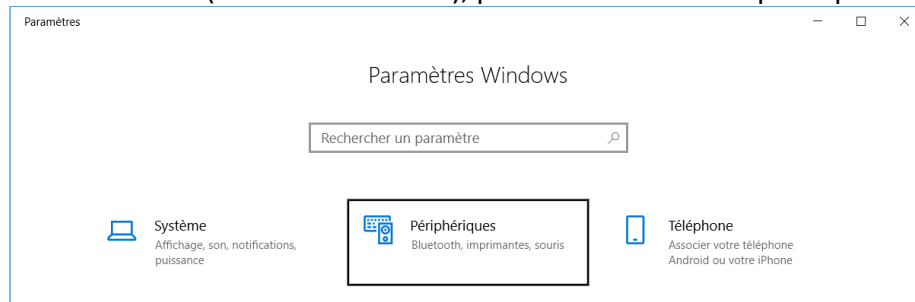 Paramètres
Paramètres Windows
Rechercher un paramètre
Système
Affichage, son, notifications,
puissance
Périphériques
Bluetooth, imprimantes, souris
Téléphone
Associer votre téléphone
Android ou votre iPhone